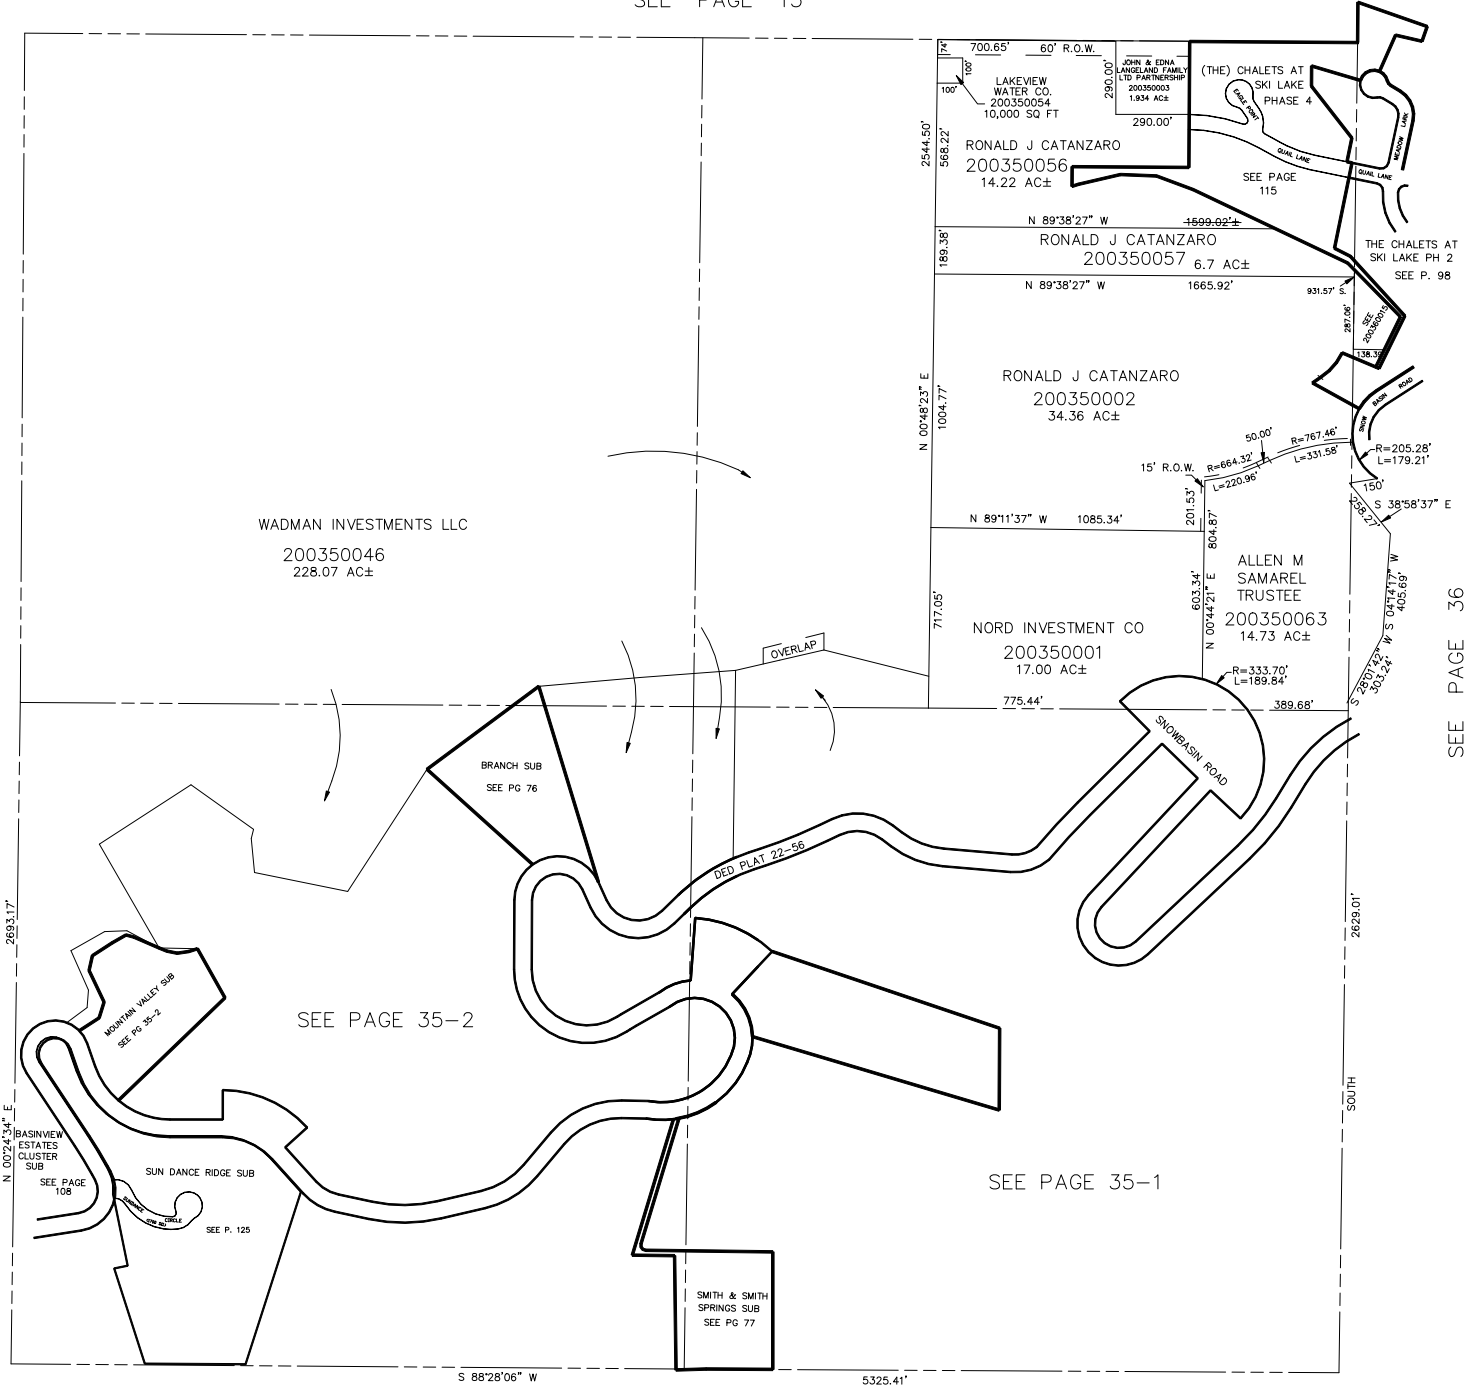 SEE PAGE 15
74'
700.65'
60' R.O.W.
100'
100'
LAKEVIEW
WATER CO.
200350054
10,000 SQ FT
290.00'
JOHN & EDNA
LANGELAND FAMILY
LTD PARTNERSHIP
200350003
1.934 AC±
290.00'
(THE) CHALETS AT
SKI LAKE
PHASE 4
EAGLE POINT
QUAIL LANE
QUAIL LANE
MEADOW LARK
SEE PAGE
115
2544.50'
568.22'
RONALD J CATANZARO
200350056
14.22 AC±
N 89°38'27" W
1599.02'±
189.38'
RONALD J CATANZARO
200350057 6.7 AC±
N 89°38'27" W
1665.92'
THE CHALETS AT
SKI LAKE PH 2
SEE P. 98
931.57' S.
287.06'
SEE
200360015
138.39
SNOW BASIN ROAD
N 00°48'23" E
1004.77'
RONALD J CATANZARO
200350002
34.36 AC±
50.00'
R=767.46'
L=331.58'
R=664.32'
L=220.96'
15' R.O.W.
R=205.28'
L=179.21'
150'
S 38°58'37" E
258.27'
201.53'
804.87'
N 89°11'37" W
1085.34'
WADMAN INVESTMENTS LLC
200350046
228.07 AC±
ALLEN M
SAMAREL
TRUSTEE
200350063
14.73 AC±
603.34'
N 00°44'21" E
S 04°14'17" W
405.69'
S 28°01'42" W
303.24'
717.05'
NORD INVESTMENT CO
200350001
17.00 AC±
R=333.70'
L=189.84'
775.44'
389.68'
OVERLAP
SEE PAGE 36
SNOWBASIN ROAD
BRANCH SUB
SEE PG 76
DED PLAT 22-56
2693.17'
2629.01'
MOUNTAIN VALLEY SUB
SEE PG 35-2
SEE PAGE 35-2
SOUTH
N 00°24'34" E
BASINVIEW
ESTATES
CLUSTER
SUB
SEE PAGE
108
SUN DANCE RIDGE SUB
SUNDANCE
CIRCLE
SEE P. 125
SEE PAGE 35-1
SMITH & SMITH
SPRINGS SUB
SEE PG 77
S 88°28'06" W
5325.41'